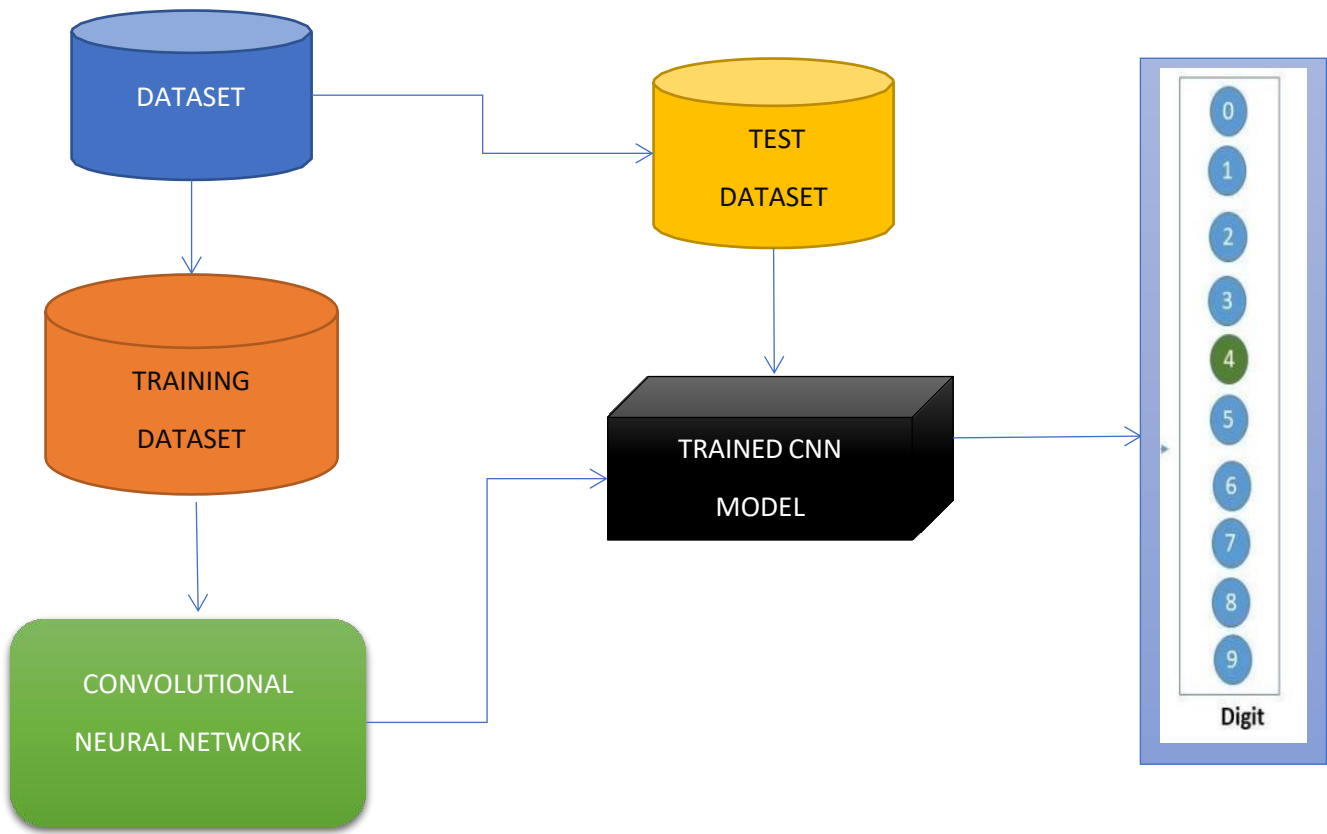 DATASET
TEST
DATASET
TRAINING
DATASET
TRAINED CNN
MODEL
CONVOLUTIONAL
NEURAL NETWORK
0
1
2
3
4
5
6
7
8
9
Digit